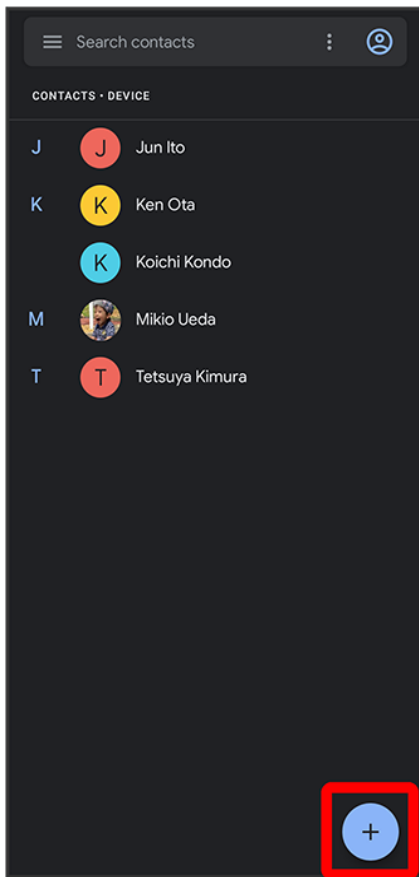 Search contacts
CONTACTS • DEVICE
J J Jun Ito
K K Ken Ota
K Koichi Kondo
M Mikio Ueda
T T Tetsuya Kimura
+